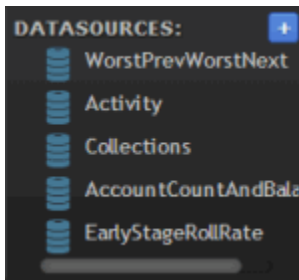 DATASOURCES:
WorstPrevWorstNext
Activity
Collections
AccountCountAndBala
EarlyStageRollRate